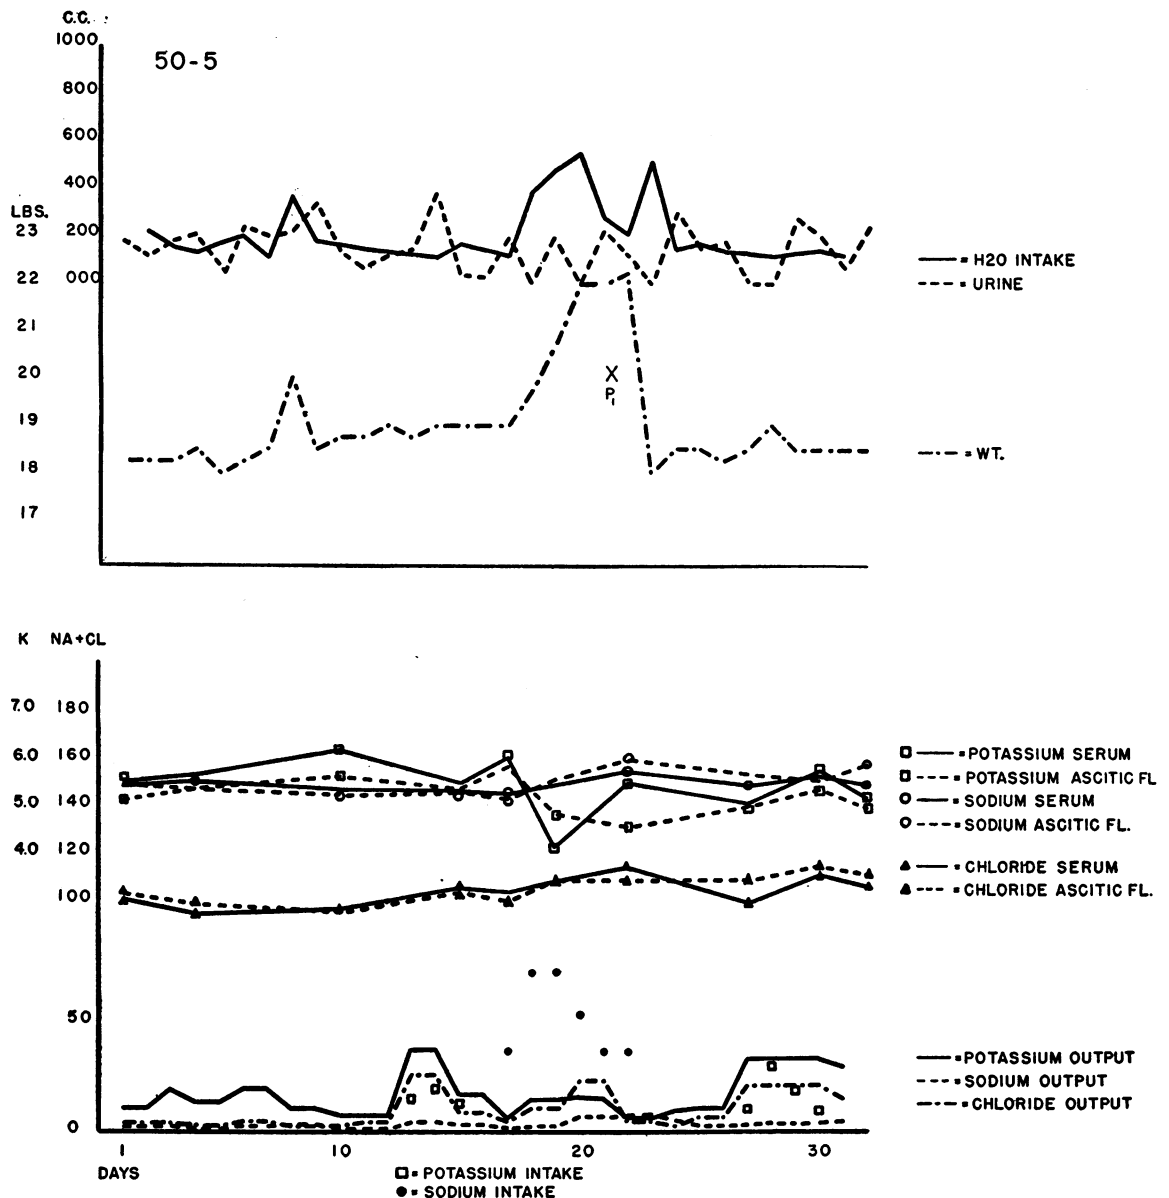 C.C.
1000
50-5
800
600
400
LBS.
23 200
22 000
= H2O INTAKE
= URINE
21
20
X
P1
19
18
= WT.
17
K NA+CL
7.0 180
6.0 160
5.0 140
4.0 120
100
= POTASSIUM SERUM
= POTASSIUM ASCITIC FL
= SODIUM SERUM
= SODIUM ASCITIC FL.
= CHLORIDE SERUM
= CHLORIDE ASCITIC FL.
50
= POTASSIUM OUTPUT
= SODIUM OUTPUT
= CHLORIDE OUTPUT
0
1 10 20 30
DAYS
= POTASSIUM INTAKE
= SODIUM INTAKE